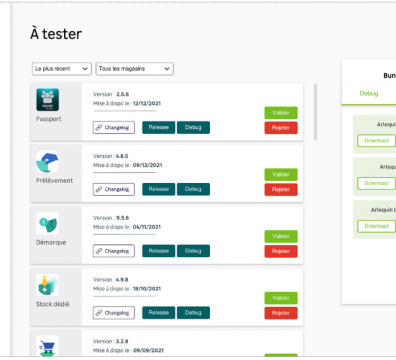 À tester
Le plus récent
Tous les magasins
Passport
Version : 2.5.6
Mise à dispo le : 12/12/2021
Changelog
Release
Debug
Valider
Rejeter
Prélèvement
Version : 4.6.5
Mise à dispo le : 09/12/2021
Changelog
Release
Debug
Valider
Rejeter
Démarque
Version : 9.5.6
Mise à dispo le : 04/11/2021
Changelog
Release
Debug
Valider
Rejeter
Stock dédié
Version : 4.9.8
Mise à dispo le : 18/10/2021
Changelog
Release
Debug
Valider
Rejeter
Version : 3.2.9
Mise à dispo le : 09/09/2021
Valider
Bun
Debug
Arlequi
Download
Arlequ
Download
Arlequin L
Download